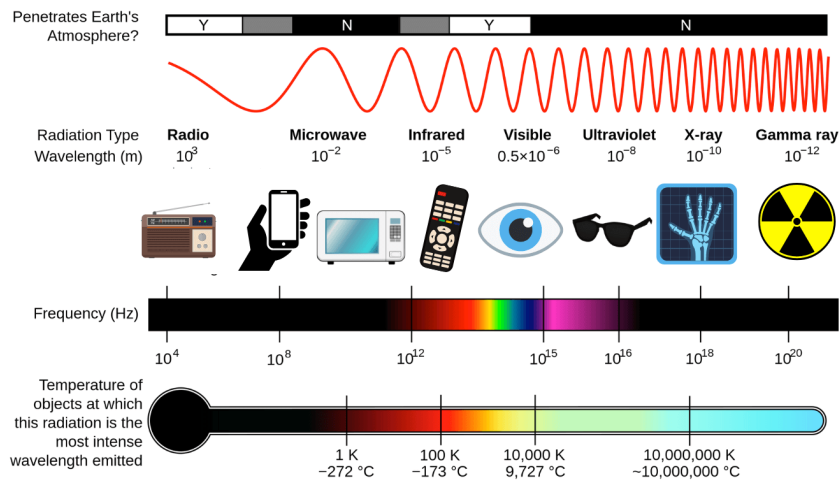 Penetrates Earth's
Atmosphere?
Y
N
Y
N
Radiation Type
Radio Microwave Infrared Visible Ultraviolet X-ray Gamma ray
Wavelength (m)
10³ 10⁻² 10⁻⁵ 0.5×10⁻⁶ 10⁻⁸ 10⁻¹⁰ 10⁻¹²
Frequency (Hz)
10⁴ 10⁸ 10¹² 10¹⁵ 10¹⁶ 10¹⁸ 10²⁰
Temperature of
objects at which
this radiation is the
most intense
wavelength emitted
1 K 100 K 10,000 K 10,000,000 K
−272 °C −173 °C 9,727 °C ~10,000,000 °C